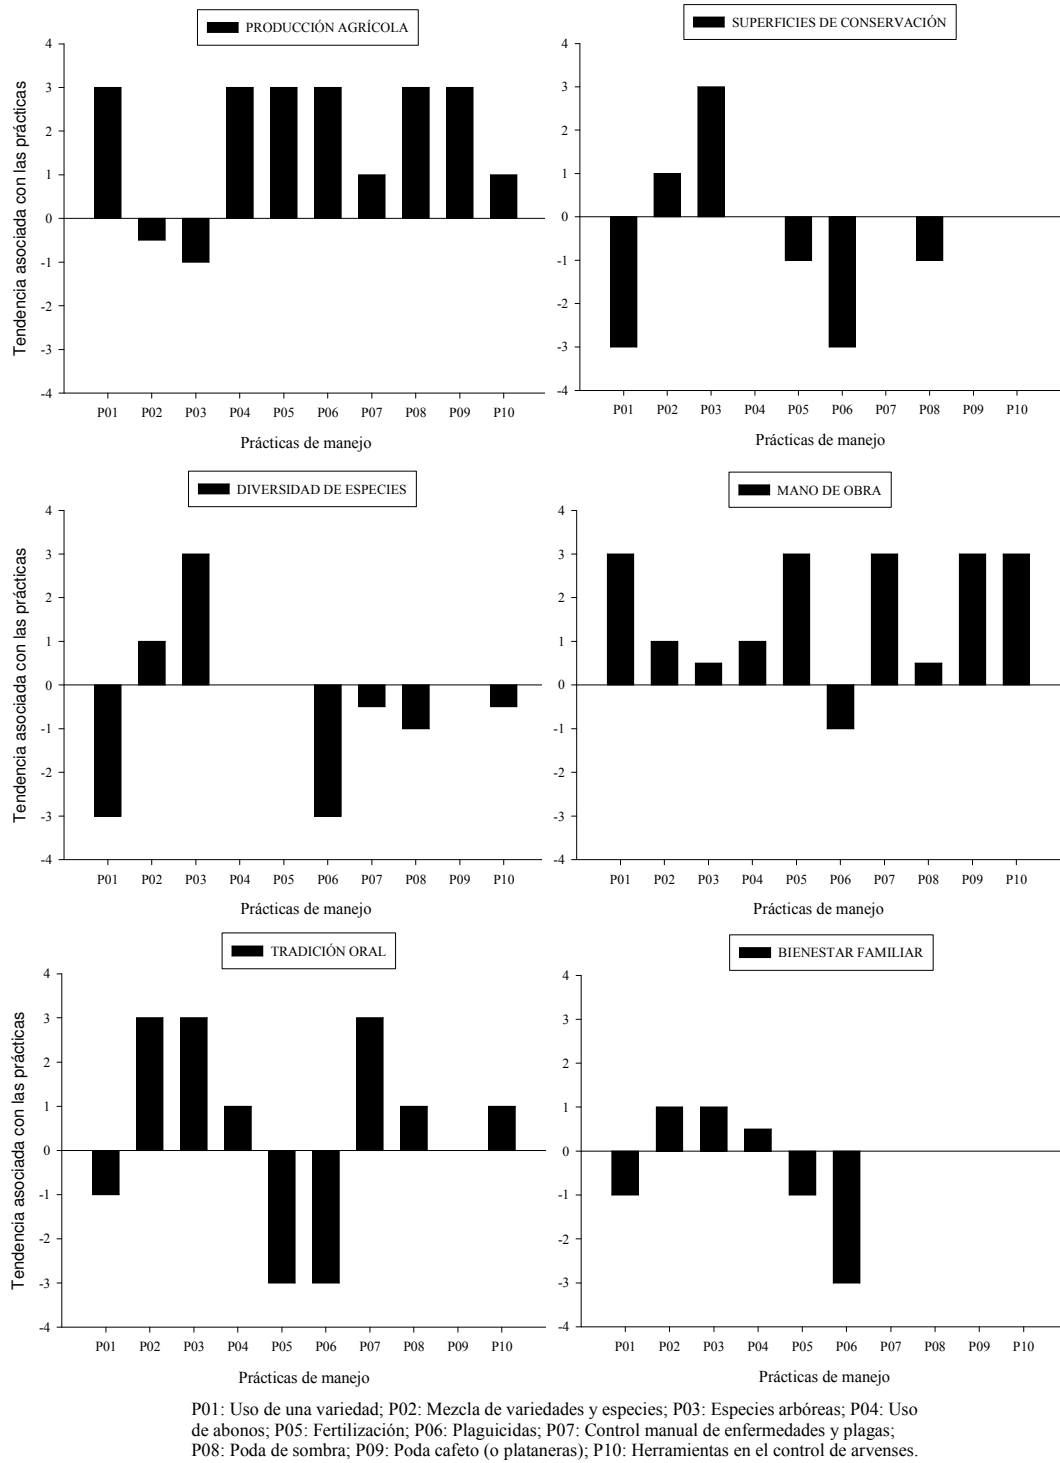 PRODUCCIÓN AGRÍCOLA
Tendencia asociada con las prácticas
4
3
2
1
0
-1
-2
-3
-4
P01 P02 P03 P04 P05 P06 P07 P08 P09 P10
Prácticas de manejo
SUPERFICIES DE CONSERVACIÓN
4
3
2
1
0
-1
-2
-3
-4
P01 P02 P03 P04 P05 P06 P07 P08 P09 P10
Prácticas de manejo
DIVERSIDAD DE ESPECIES
Tendencia asociada con las prácticas
4
3
2
1
0
-1
-2
-3
-4
P01 P02 P03 P04 P05 P06 P07 P08 P09 P10
Prácticas de manejo
MANO DE OBRA
4
3
2
1
0
-1
-2
-3
-4
P01 P02 P03 P04 P05 P06 P07 P08 P09 P10
Prácticas de manejo
TRADICIÓN ORAL
Tendencia asociada con las prácticas
4
3
2
1
0
-1
-2
-3
-4
P01 P02 P03 P04 P05 P06 P07 P08 P09 P10
Prácticas de manejo
BIENESTAR FAMILIAR
4
3
2
1
0
-1
-2
-3
-4
P01 P02 P03 P04 P05 P06 P07 P08 P09 P10
Prácticas de manejo
P01: Uso de una variedad; P02: Mezcla de variedades y especies; P03: Especies arbóreas; P04: Uso
de abonos; P05: Fertilización; P06: Plaguicidas; P07: Control manual de enfermedades y plagas;
P08: Poda de sombra; P09: Poda cafeto (o plataneras); P10: Herramientas en el control de arvenses.